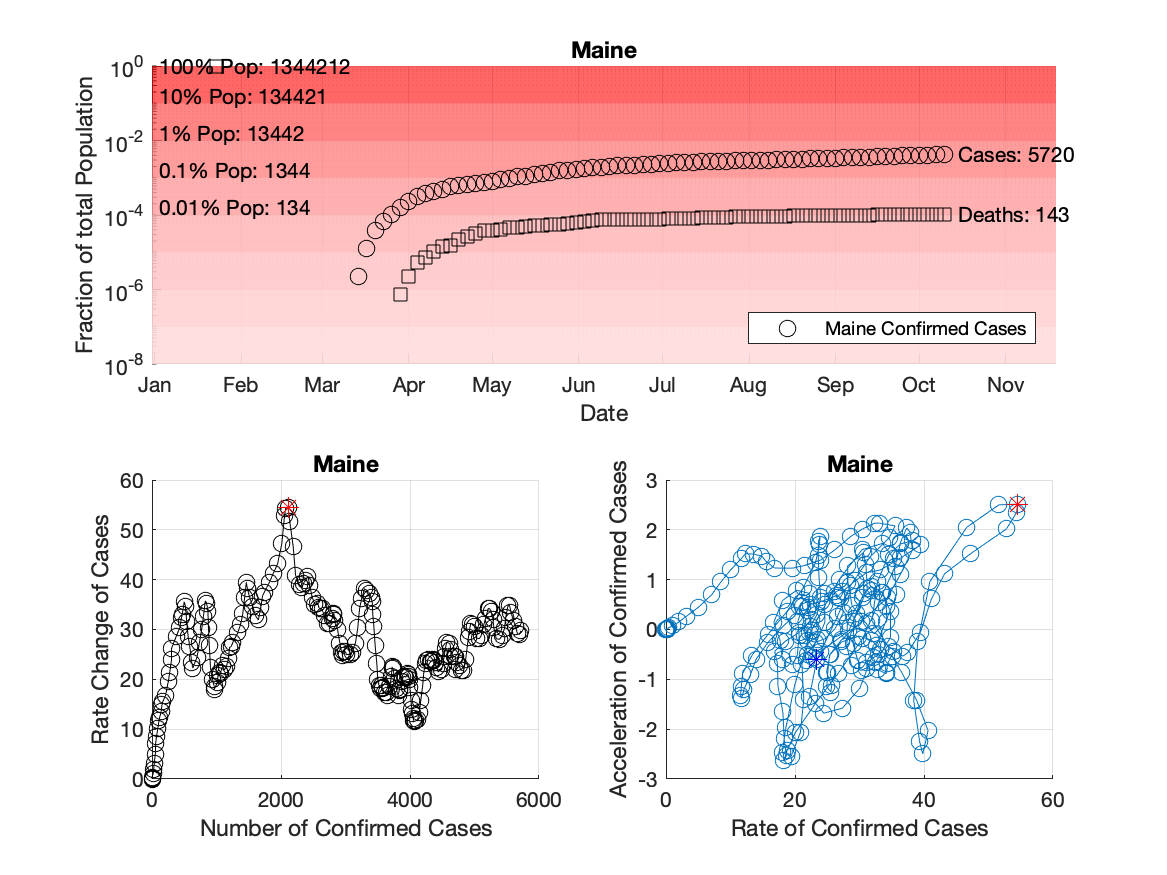 Maine
Fraction of total Population
10^0
10^-2
10^-4
10^-6
10^-8
100% Pop: 1344212
10% Pop: 134421
1% Pop: 13442
0.1% Pop: 1344
0.01% Pop: 134
Cases: 5720
Deaths: 143
Maine Confirmed Cases
Jan Feb Mar Apr May Jun Jul Aug Sep Oct Nov
Date
Maine
Rate Change of Cases
60
50
40
30
20
10
0
0 2000 4000 6000
Number of Confirmed Cases
Maine
Acceleration of Confirmed Cases
3
2
1
0
-1
-2
-3
0 20 40 60
Rate of Confirmed Cases